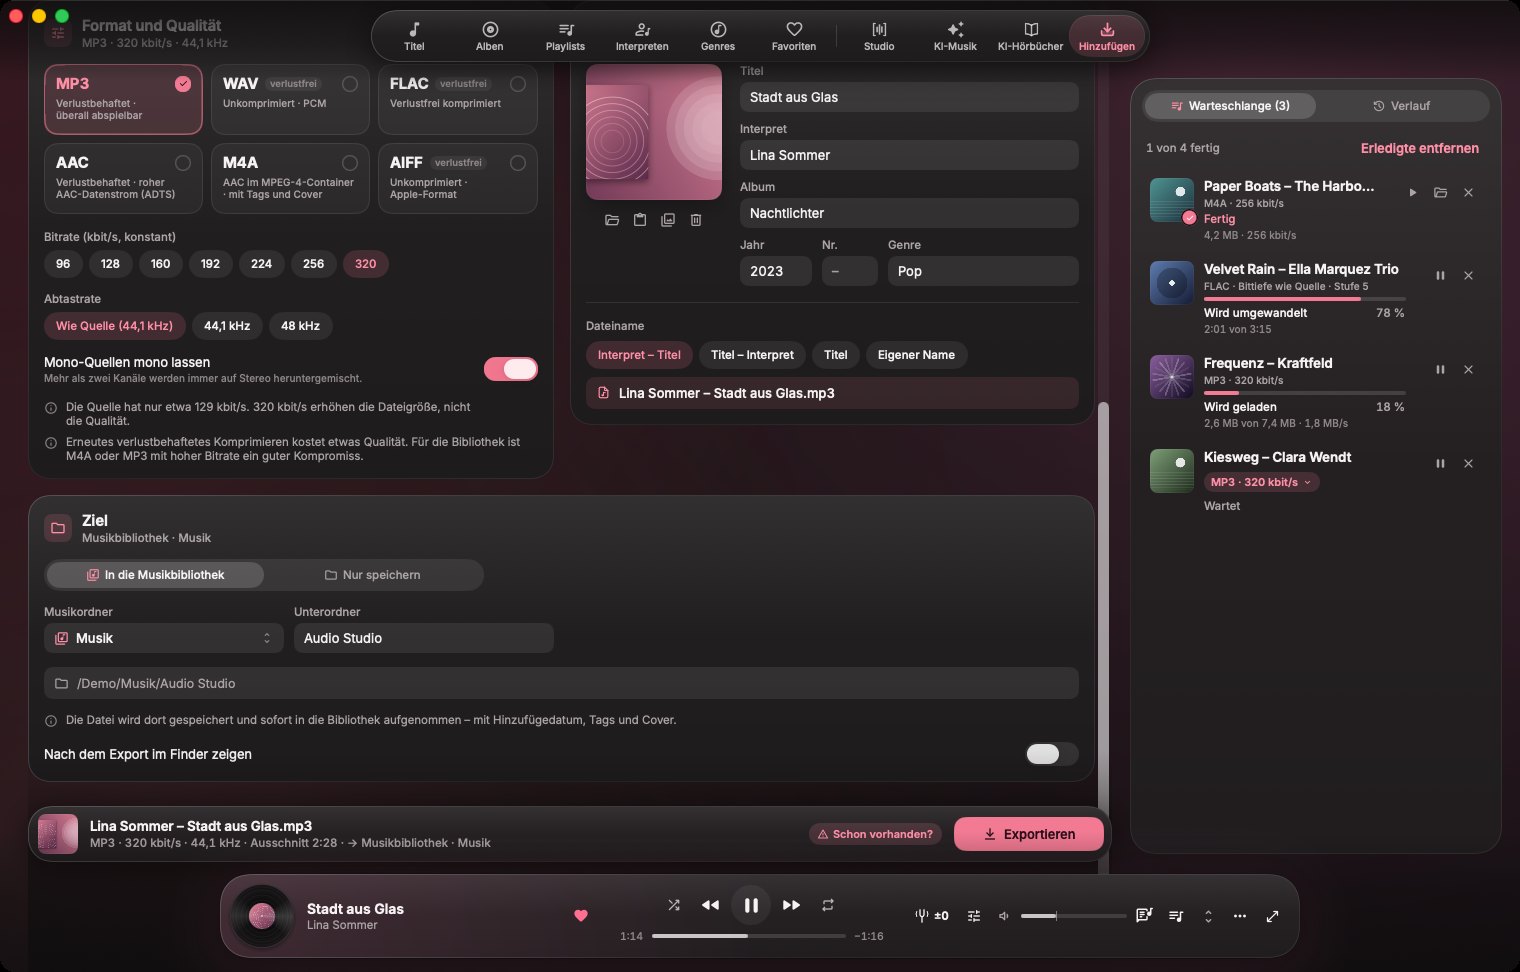 Titel
Alben
Playlists
Interpreten
Genres
Favoriten
Studio
KI-Musik
KI-Hörbücher
Hinzufügen
Format und Qualität
MP3 · 320 kbit/s · 44,1 kHz
MP3
Verlustbehaftet ·
überall abspielbar
WAV verlustfrei
Unkomprimiert · PCM
FLAC verlustfrei
Verlustfrei komprimiert
AAC
Verlustbehaftet · roher
AAC-Datenstrom (ADTS)
M4A
AAC im MPEG-4-Container
· mit Tags und Cover
AIFF verlustfrei
Unkomprimiert ·
Apple-Format
Bitrate (kbit/s, konstant)
96 128 160 192 224 256 320
Abtastrate
Wie Quelle (44,1 kHz) 44,1 kHz 48 kHz
Mono-Quellen mono lassen
Mehr als zwei Kanäle werden immer auf Stereo heruntergemischt.
Die Quelle hat nur etwa 129 kbit/s. 320 kbit/s erhöhen die Dateigröße, nicht
die Qualität.
Erneutes verlustbehaftetes Komprimieren kostet etwas Qualität. Für die Bibliothek ist
M4A oder MP3 mit hoher Bitrate ein guter Kompromiss.
Titel
Stadt aus Glas
Interpret
Lina Sommer
Album
Nachtlichter
Jahr Nr. Genre
2023 – Pop
Dateiname
Interpret – Titel Titel – Interpret Titel Eigener Name
Lina Sommer – Stadt aus Glas.mp3
Ziel
Musikbibliothek · Musik
In die Musikbibliothek Nur speichern
Musikordner Unterordner
Musik Audio Studio
/Demo/Musik/Audio Studio
Die Datei wird dort gespeichert und sofort in die Bibliothek aufgenommen – mit Hinzufügedatum, Tags und Cover.
Nach dem Export im Finder zeigen
Lina Sommer – Stadt aus Glas.mp3
MP3 · 320 kbit/s · 44,1 kHz · Ausschnitt 2:28 · → Musikbibliothek · Musik
Schon vorhanden?
Exportieren
Warteschlange (3) Verlauf
1 von 4 fertig Erledigte entfernen
Paper Boats – The Harbo...
M4A · 256 kbit/s
Fertig
4,2 MB · 256 kbit/s
Velvet Rain – Ella Marquez Trio
FLAC · Bittiefe wie Quelle · Stufe 5
Wird umgewandelt 78 %
2:01 von 3:15
Frequenz – Kraftfeld
MP3 · 320 kbit/s
Wird geladen 18 %
2,6 MB von 7,4 MB · 1,8 MB/s
Kiesweg – Clara Wendt
MP3 · 320 kbit/s
Wartet
Stadt aus Glas
Lina Sommer
1:14 −1:16
±0